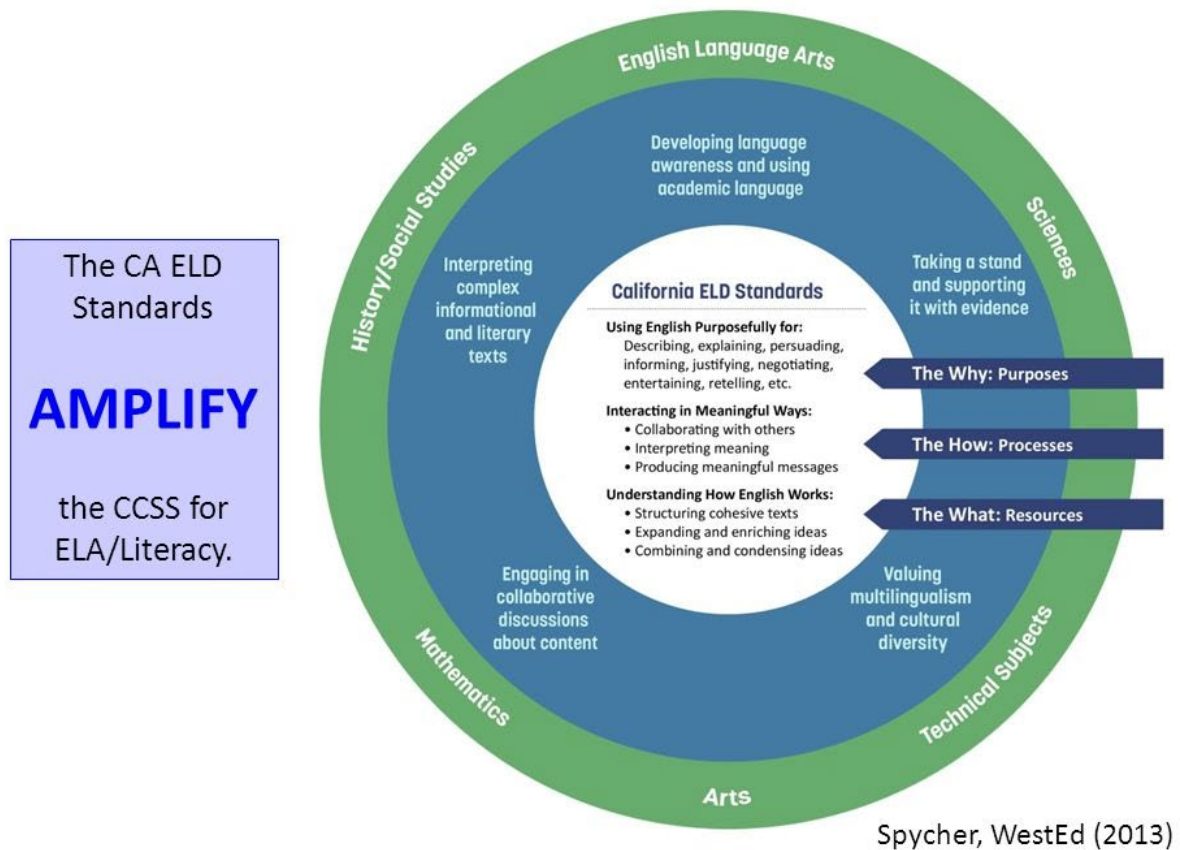 The CA ELD
Standards
AMPLIFY
the CCSS for
ELA/Literacy.
English Language Arts
History/Social Studies
Sciences
Mathematics
Technical Subjects
Arts
Developing language
awareness and using
academic language
Interpreting
complex
informational
and literary
texts
Taking a stand
and supporting
it with evidence
Engaging in
collaborative
discussions
about content
Valuing
multilingualism
and cultural
diversity
California ELD Standards
Using English Purposefully for:
Describing, explaining, persuading,
informing, justifying, negotiating,
entertaining, retelling, etc.
Interacting in Meaningful Ways:
• Collaborating with others
• Interpreting meaning
• Producing meaningful messages
Understanding How English Works:
• Structuring cohesive texts
• Expanding and enriching ideas
• Combining and condensing ideas
The Why: Purposes
The How: Processes
The What: Resources
Spycher, WestEd (2013)